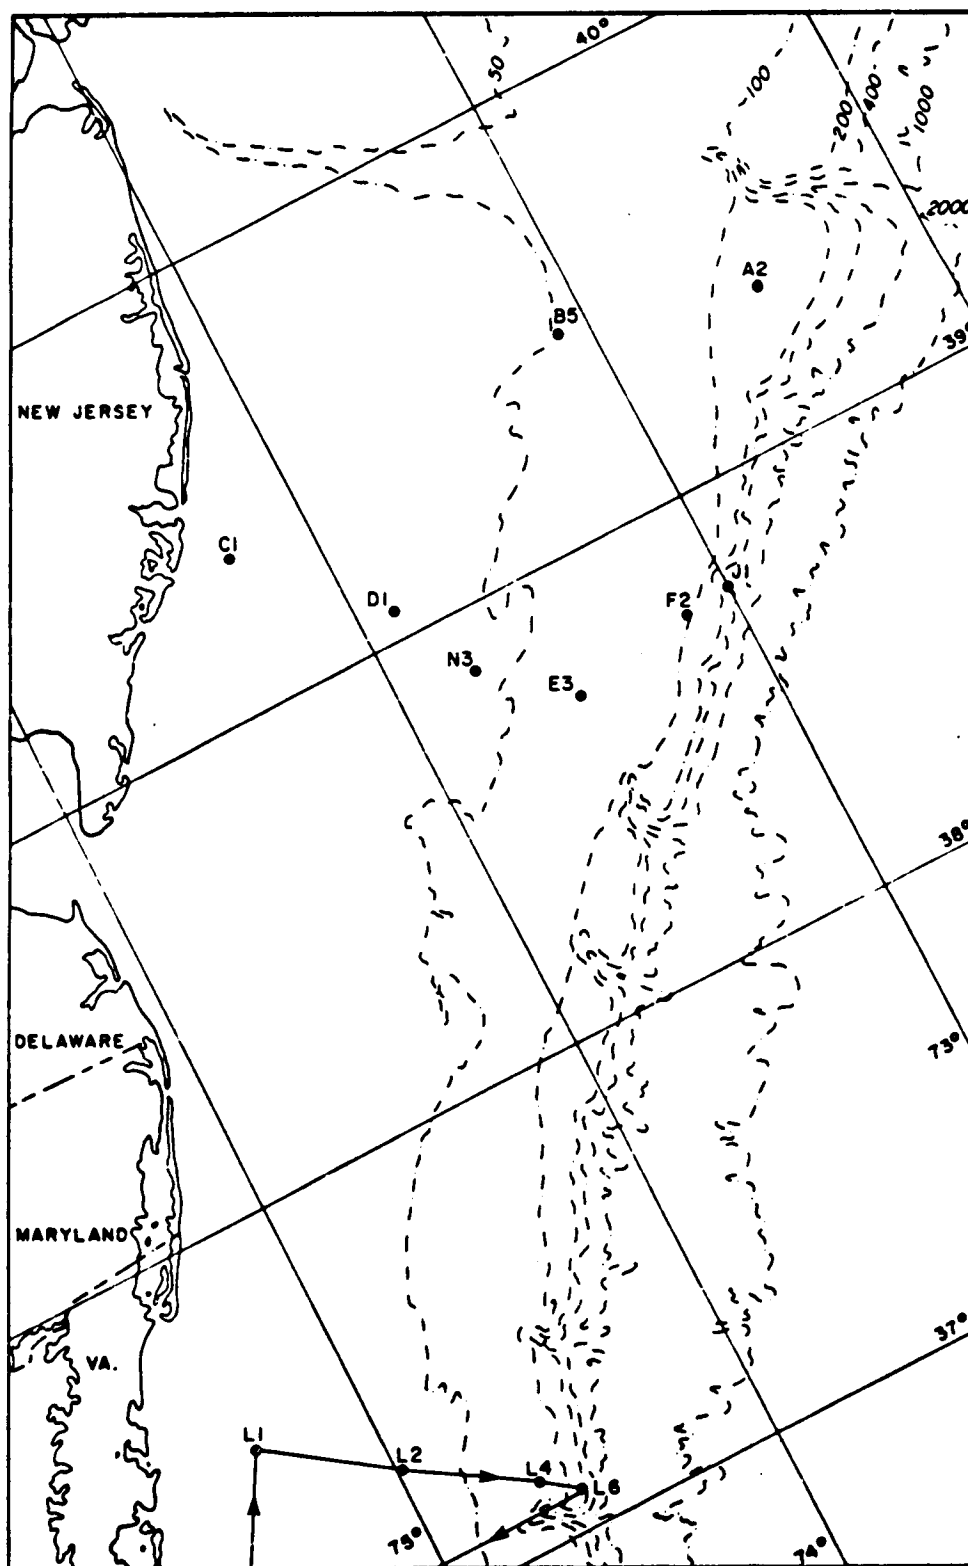 40°
50
100
200
400
1000
2000
A2
B5
39°
NEW JERSEY
C1
J1
D1
F2
N3
E3
38°
73°
DELAWARE
MARYLAND
37°
VA.
L1
L2
L4
L6
75°
74°